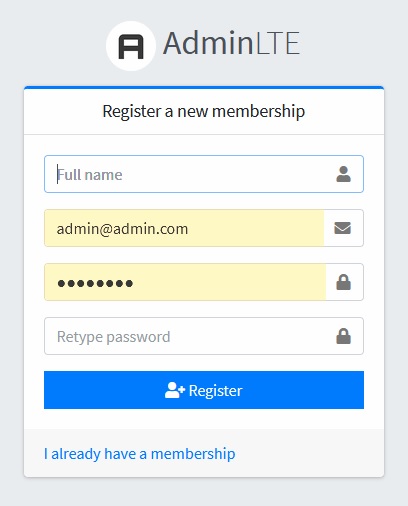 AdminLTE
Register a new membership
Full name
admin@admin.com
●●●●●●●●
Retype password
Register
I already have a membership